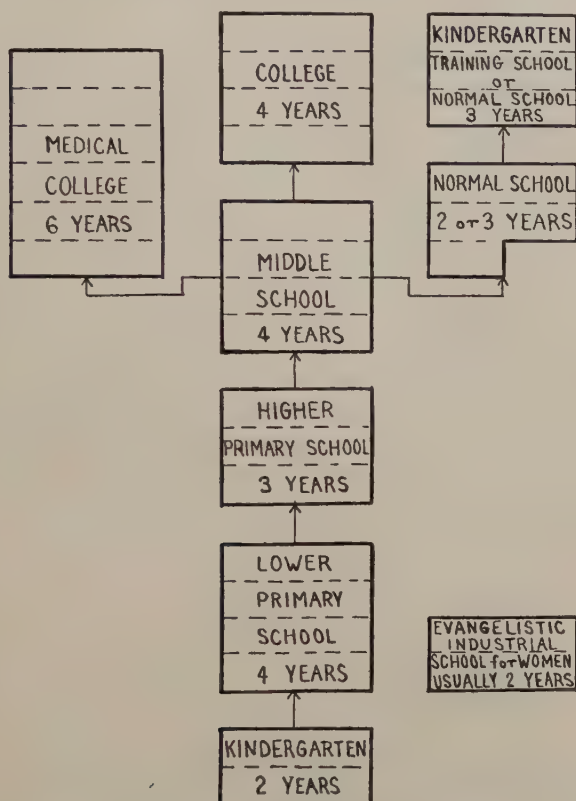 MEDICAL
COLLEGE
6 YEARS
COLLEGE
4 YEARS
KINDERGARTEN
TRAINING SCHOOL
or
NORMAL SCHOOL
3 YEARS
NORMAL SCHOOL
2 or 3 YEARS
MIDDLE
SCHOOL
4 YEARS
HIGHER
PRIMARY SCHOOL
3 YEARS
LOWER
PRIMARY
SCHOOL
4 YEARS
EVANGELISTIC
INDUSTRIAL
SCHOOL for WOMEN
USUALLY 2 YEARS
KINDERGARTEN
2 YEARS